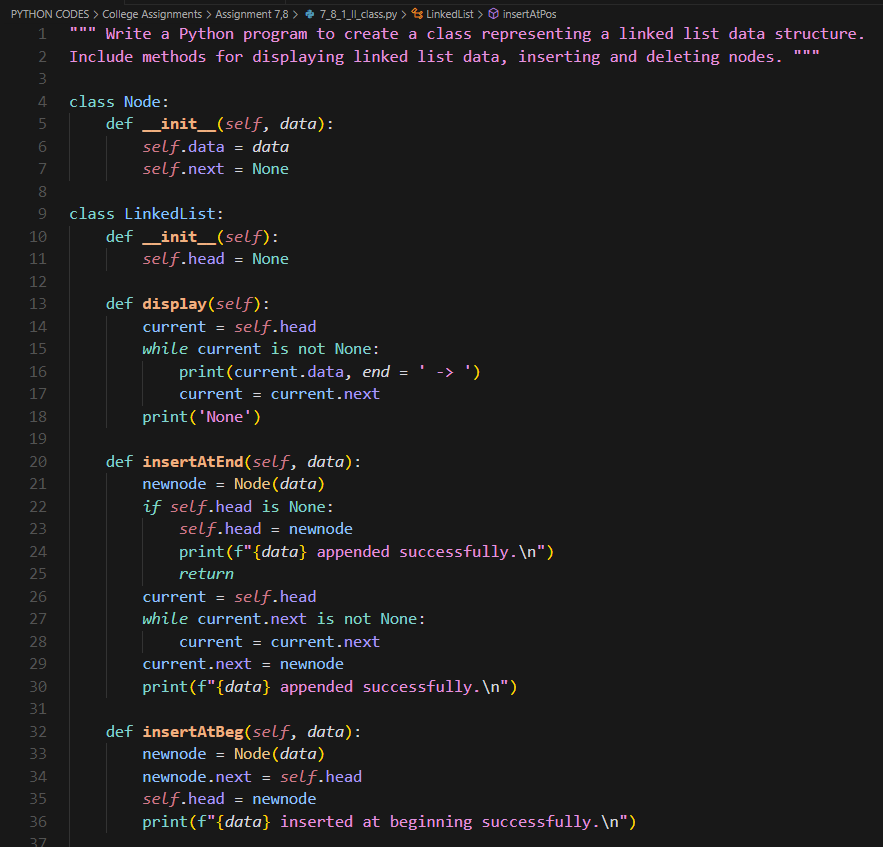 PYTHON CODES > College Assignments > Assignment 7,8 > 7_8_1_ll_class.py > LinkedList > insertAtPos
1 """ Write a Python program to create a class representing a linked list data structure.
2 Include methods for displaying linked list data, inserting and deleting nodes. """
3
4 class Node:
5     def __init__(self, data):
6         self.data = data
7         self.next = None
8
9 class LinkedList:
10     def __init__(self):
11         self.head = None
12
13     def display(self):
14         current = self.head
15         while current is not None:
16             print(current.data, end = ' -> ')
17             current = current.next
18         print('None')
19
20     def insertAtEnd(self, data):
21         newnode = Node(data)
22         if self.head is None:
23             self.head = newnode
24             print(f"{data} appended successfully.\n")
25             return
26         current = self.head
27         while current.next is not None:
28             current = current.next
29         current.next = newnode
30         print(f"{data} appended successfully.\n")
31
32     def insertAtBeg(self, data):
33         newnode = Node(data)
34         newnode.next = self.head
35         self.head = newnode
36         print(f"{data} inserted at beginning successfully.\n")
37